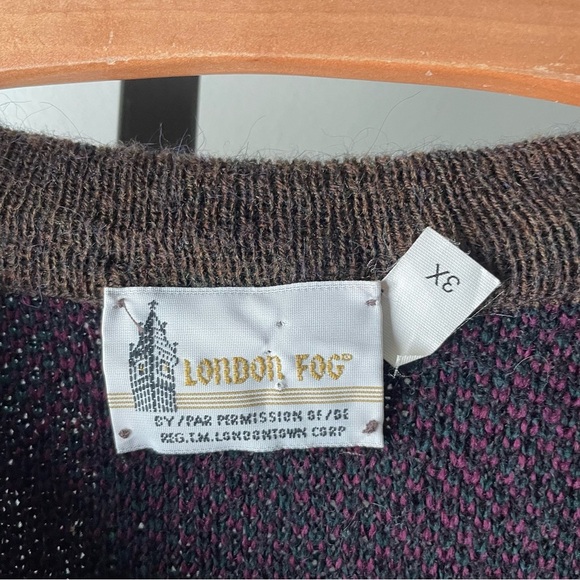 LONDON FOG®
BY/PAR PERMISSION OF/DE
REG.T.M.LONDONTOWN CORP
3X